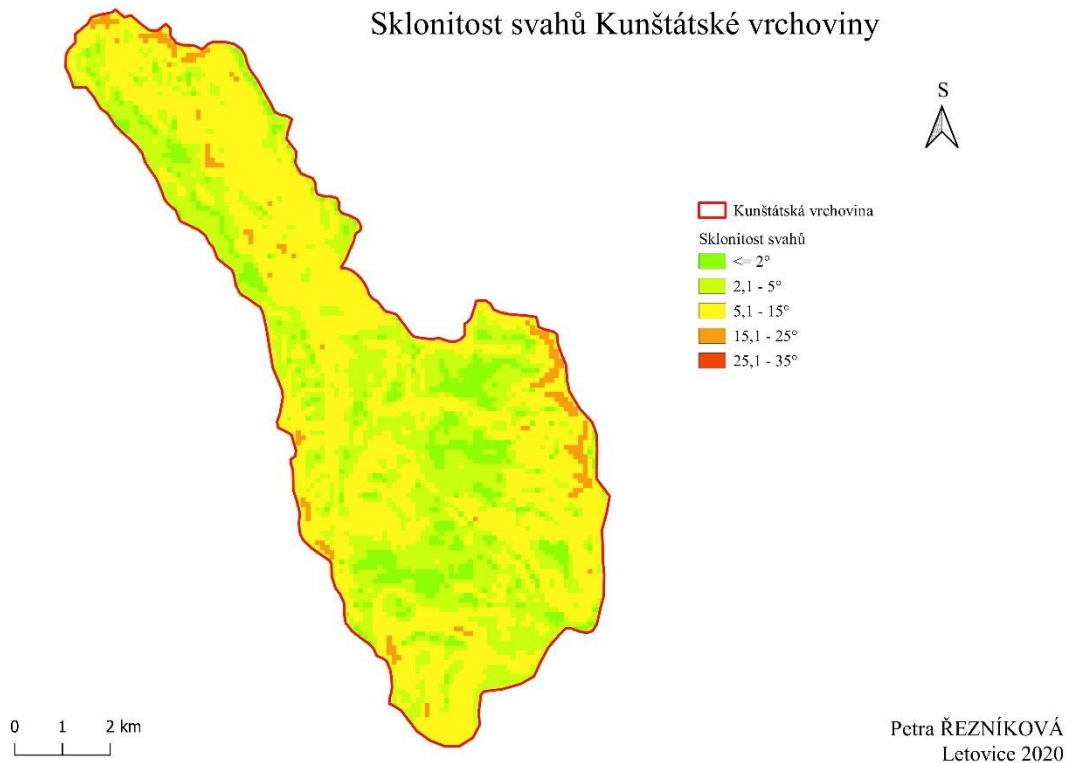 Sklonitost svahů Kunštátské vrchoviny
S
Kunštátská vrchovina
Sklonitost svahů
<= 2°
2,1 - 5°
5,1 - 15°
15,1 - 25°
25,1 - 35°
0 1 2 km
Petra ŘEZNÍKOVÁ
Letovice 2020